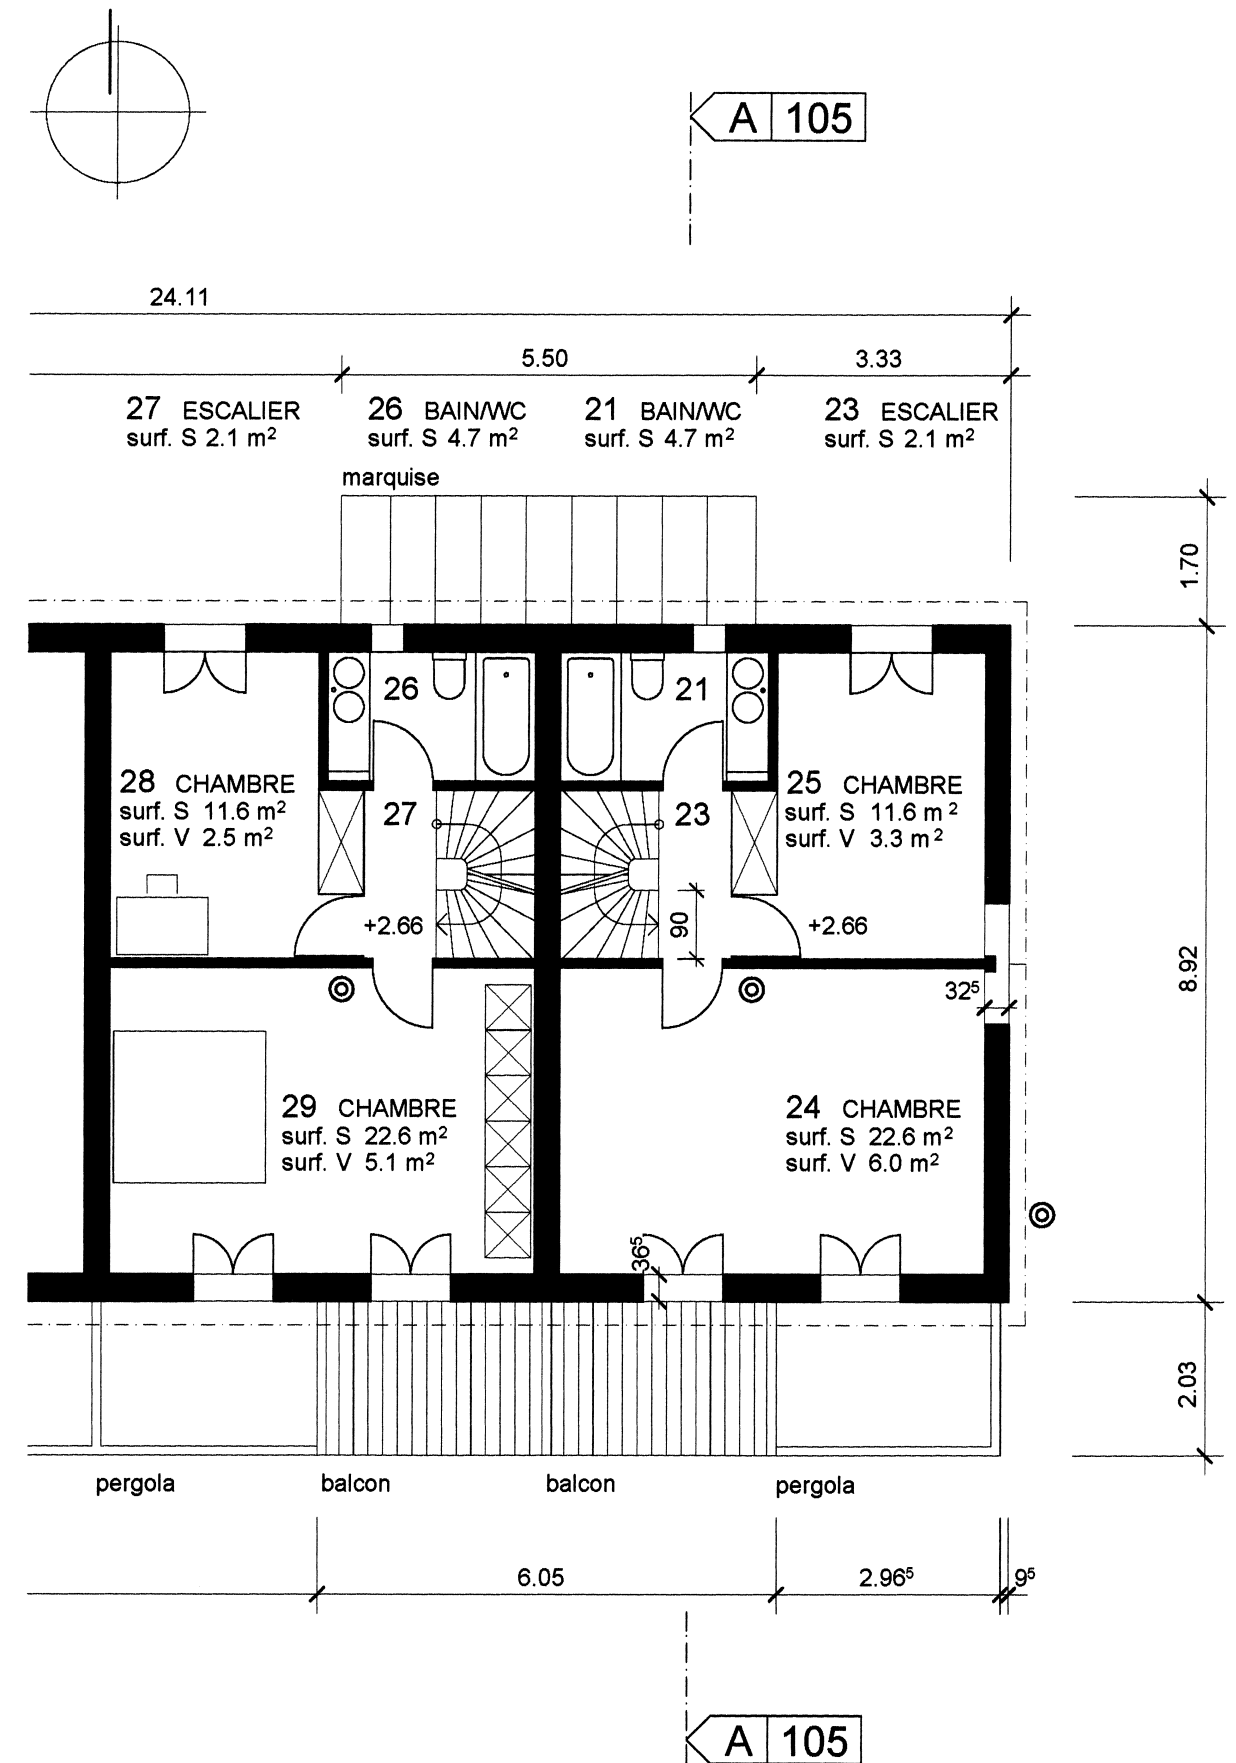 A 105
24.11
5.50
3.33
27 ESCALIER
surf. S 2.1 m²
26 BAIN/WC
surf. S 4.7 m²
21 BAIN/WC
surf. S 4.7 m²
23 ESCALIER
surf. S 2.1 m²
marquise
1.70
26
21
28 CHAMBRE
surf. S 11.6 m²
surf. V 2.5 m²
27
23
25 CHAMBRE
surf. S 11.6 m²
surf. V 3.3 m²
+2.66
90
+2.66
8.92
32⁵
29 CHAMBRE
surf. S 22.6 m²
surf. V 5.1 m²
24 CHAMBRE
surf. S 22.6 m²
surf. V 6.0 m²
36⁵
2.03
pergola
balcon
balcon
pergola
6.05
2.96⁵
9⁵
A 105